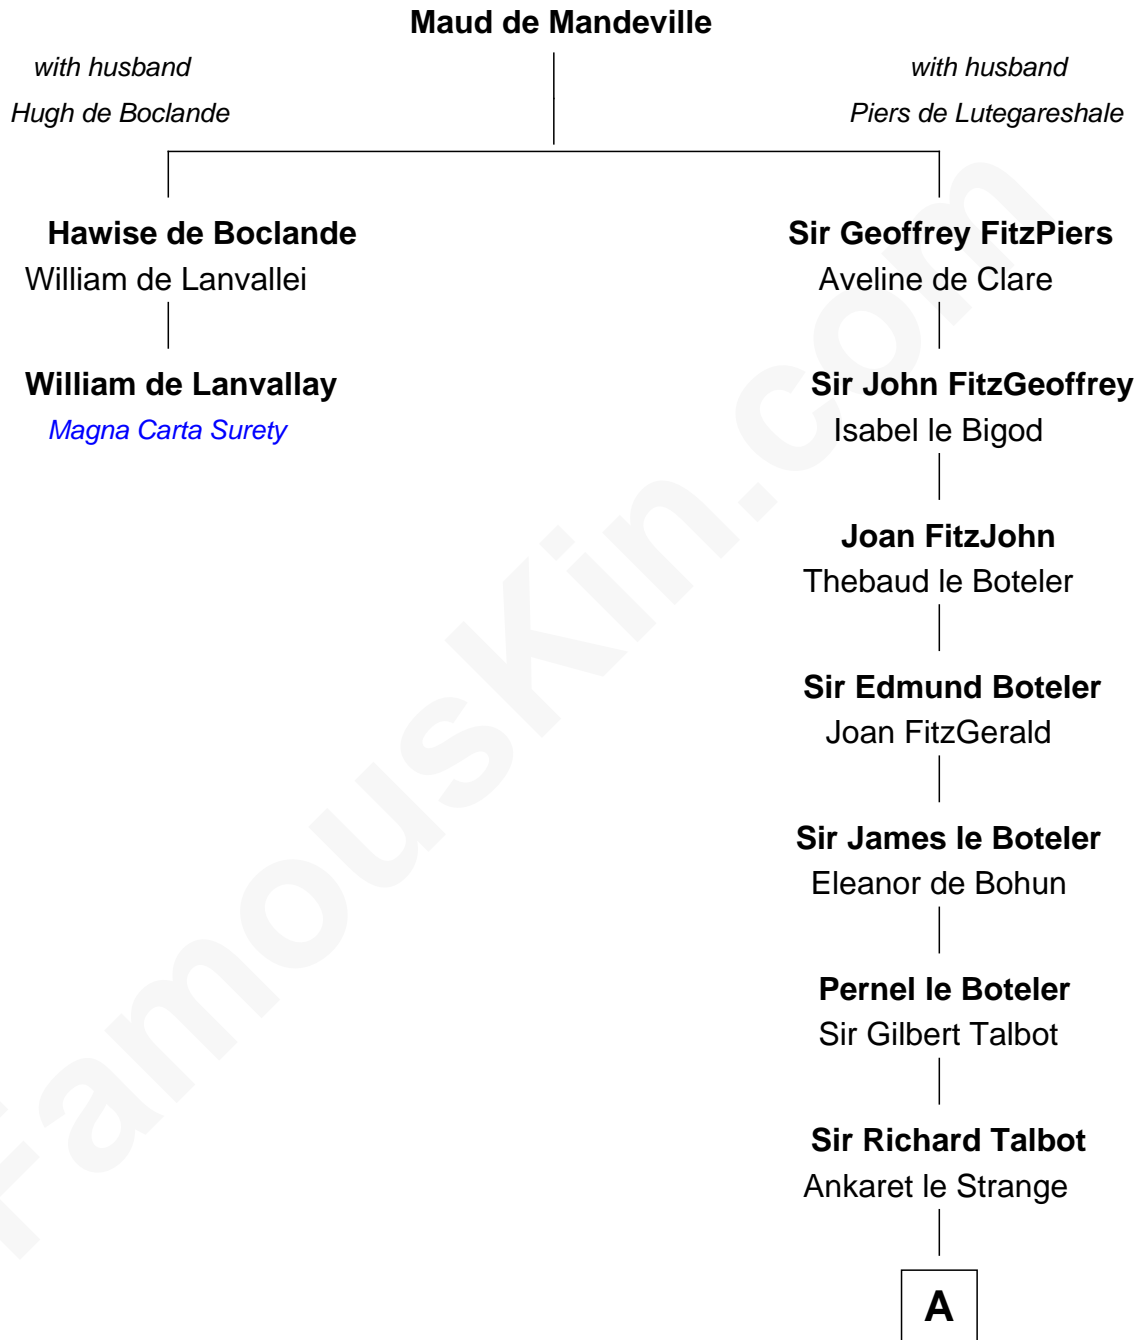 Maud de Mandeville
with husband
Hugh de Boclande
with husband
Piers de Lutegareshale
Hawise de Boclande
William de Lanvallei
William de Lanvallay
Magna Carta Surety
Sir Geoffrey FitzPiers
Aveline de Clare
Sir John FitzGeoffrey
Isabel le Bigod
Joan FitzJohn
Thebaud le Boteler
Sir Edmund Boteler
Joan FitzGerald
Sir James le Boteler
Eleanor de Bohun
Pernel le Boteler
Sir Gilbert Talbot
Sir Richard Talbot
Ankaret le Strange
A
FamousKin.com